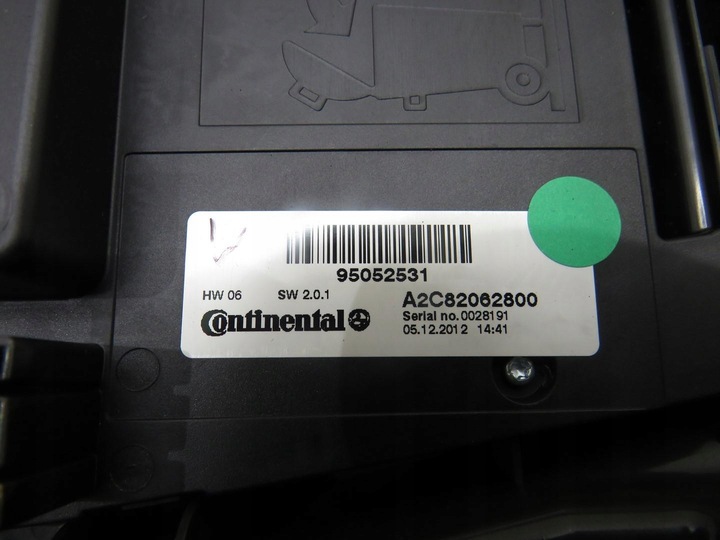 95052531
HW 06 SW 2.0.1 A2C82062800
Continental Serial no.0028191
05.12.2012 14:41